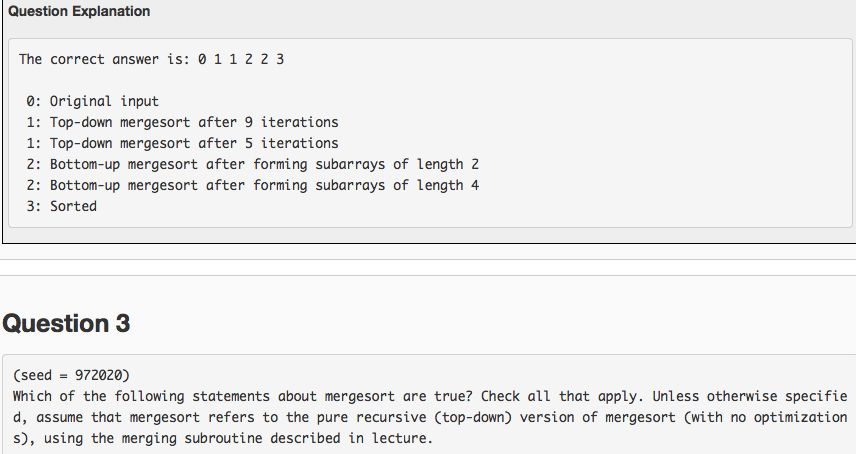 Question Explanation
The correct answer is: 0 1 1 2 2 3
0: Original input
1: Top-down mergesort after 9 iterations
1: Top-down mergesort after 5 iterations
2: Bottom-up mergesort after forming subarrays of length 2
2: Bottom-up mergesort after forming subarrays of length 4
3: Sorted
Question 3
(seed = 972020)
Which of the following statements about mergesort are true? Check all that apply. Unless otherwise specifie
d, assume that mergesort refers to the pure recursive (top-down) version of mergesort (with no optimization
s), using the merging subroutine described in lecture.